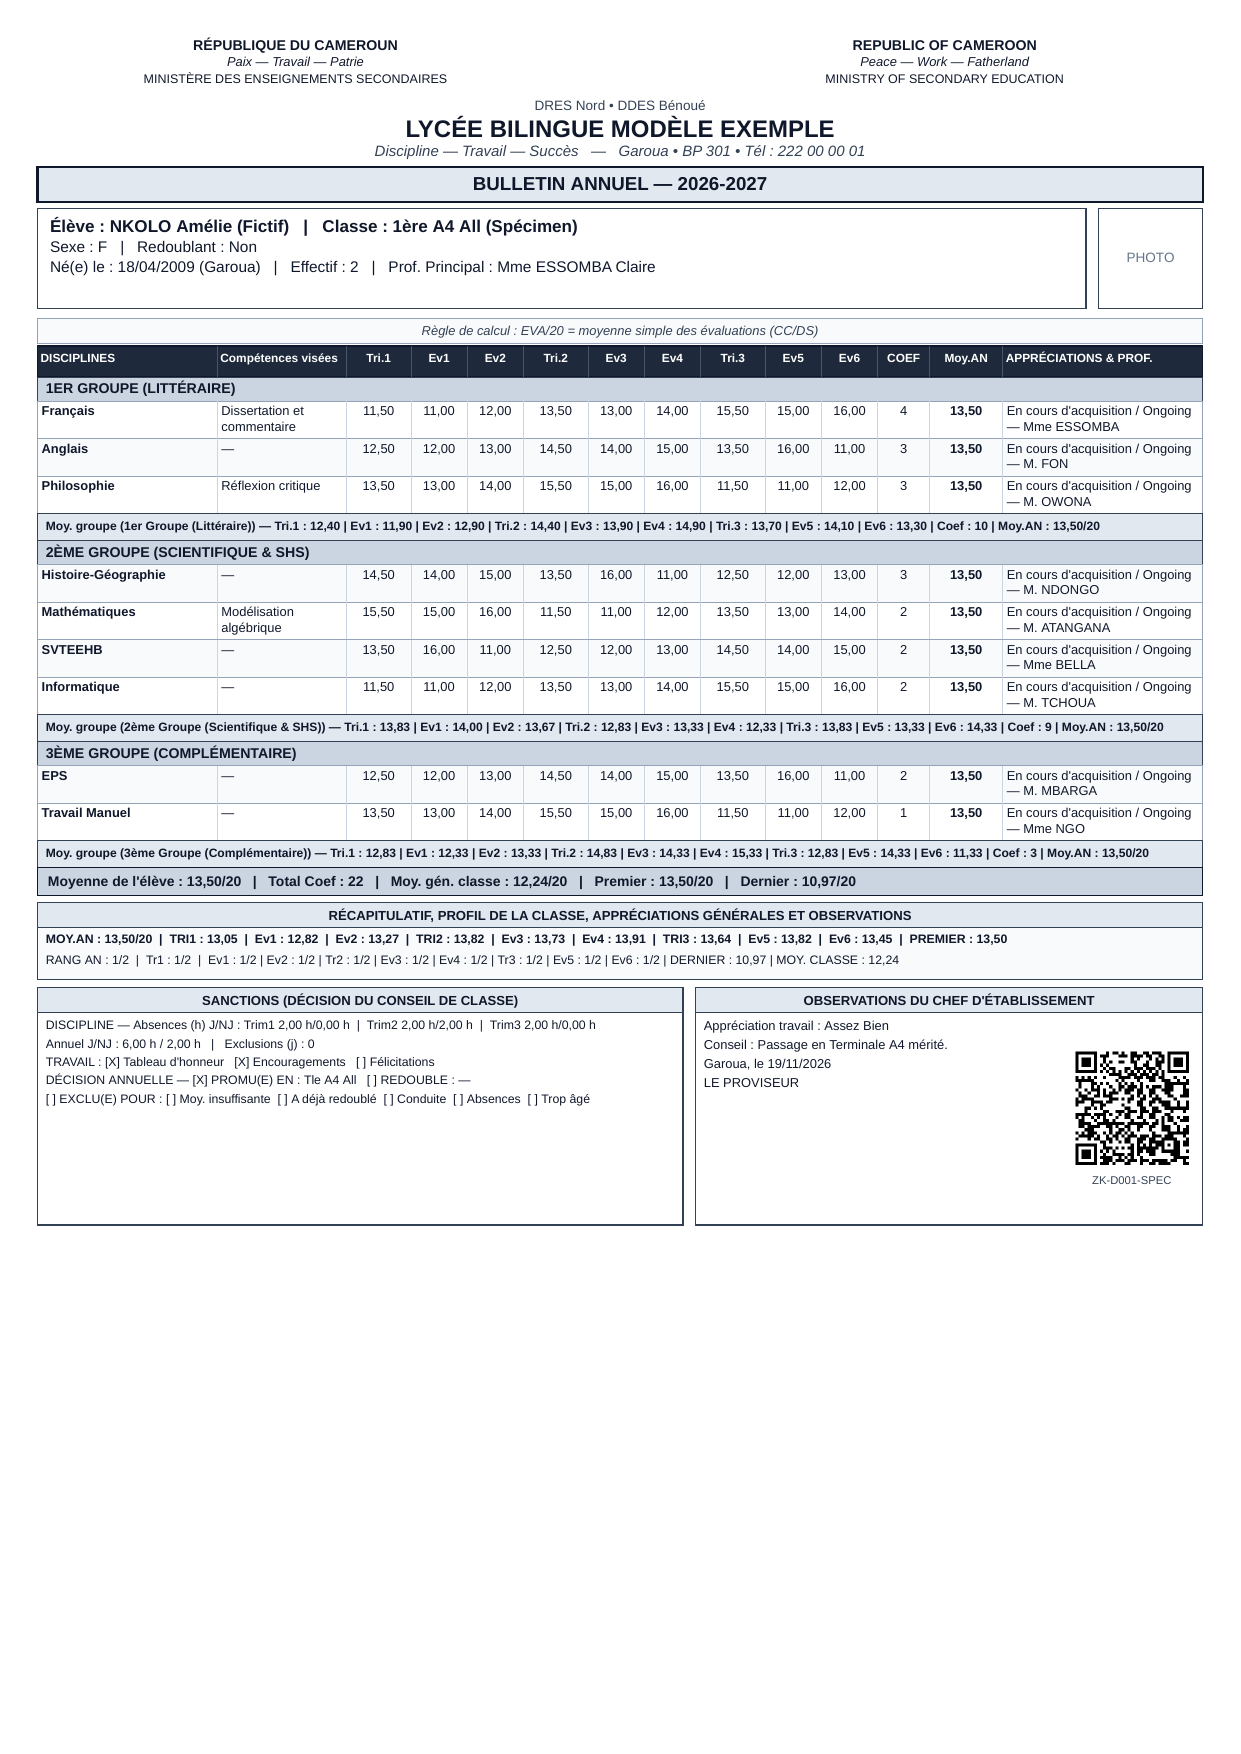 RÉPUBLIQUE DU CAMEROUN
Paix — Travail — Patrie
MINISTÈRE DES ENSEIGNEMENTS SECONDAIRES
REPUBLIC OF CAMEROON
Peace — Work — Fatherland
MINISTRY OF SECONDARY EDUCATION
DRES Nord • DDES Bénoué
LYCÉE BILINGUE MODÈLE EXEMPLE
Discipline — Travail — Succès — Garoua • BP 301 • Tél : 222 00 00 01
BULLETIN ANNUEL — 2026-2027
Élève : NKOLO Amélie (Fictif) | Classe : 1ère A4 All (Spécimen)
Sexe : F | Redoublant : Non
Né(e) le : 18/04/2009 (Garoua) | Effectif : 2 | Prof. Principal : Mme ESSOMBA Claire
PHOTO
Règle de calcul : EVA/20 = moyenne simple des évaluations (CC/DS)
DISCIPLINES Compétences visées Tri.1 Ev1 Ev2 Tri.2 Ev3 Ev4 Tri.3 Ev5 Ev6 COEF Moy.AN APPRÉCIATIONS & PROF.
1ER GROUPE (LITTÉRAIRE)
Français Dissertation et 11,50 11,00 12,00 13,50 13,00 14,00 15,50 15,00 16,00 4 13,50 En cours d'acquisition / Ongoing
commentaire — Mme ESSOMBA
Anglais — 12,50 12,00 13,00 14,50 14,00 15,00 13,50 16,00 11,00 3 13,50 En cours d'acquisition / Ongoing
— M. FON
Philosophie Réflexion critique 13,50 13,00 14,00 15,50 15,00 16,00 11,50 11,00 12,00 3 13,50 En cours d'acquisition / Ongoing
— M. OWONA
Moy. groupe (1er Groupe (Littéraire)) — Tri.1 : 12,40 | Ev1 : 11,90 | Ev2 : 12,90 | Tri.2 : 14,40 | Ev3 : 13,90 | Ev4 : 14,90 | Tri.3 : 13,70 | Ev5 : 14,10 | Ev6 : 13,30 | Coef : 10 | Moy.AN : 13,50/20
2ÈME GROUPE (SCIENTIFIQUE & SHS)
Histoire-Géographie — 14,50 14,00 15,00 13,50 16,00 11,00 12,50 12,00 13,00 3 13,50 En cours d'acquisition / Ongoing
— M. NDONGO
Mathématiques Modélisation 15,50 15,00 16,00 11,50 11,00 12,00 13,50 13,00 14,00 2 13,50 En cours d'acquisition / Ongoing
algébrique — M. ATANGANA
SVTEEHB — 13,50 16,00 11,00 12,50 12,00 13,00 14,50 14,00 15,00 2 13,50 En cours d'acquisition / Ongoing
— Mme BELLA
Informatique — 11,50 11,00 12,00 13,50 13,00 14,00 15,50 15,00 16,00 2 13,50 En cours d'acquisition / Ongoing
— M. TCHOUA
Moy. groupe (2ème Groupe (Scientifique & SHS)) — Tri.1 : 13,83 | Ev1 : 14,00 | Ev2 : 13,67 | Tri.2 : 12,83 | Ev3 : 13,33 | Ev4 : 12,33 | Tri.3 : 13,83 | Ev5 : 13,33 | Ev6 : 14,33 | Coef : 9 | Moy.AN : 13,50/20
3ÈME GROUPE (COMPLÉMENTAIRE)
EPS — 12,50 12,00 13,00 14,50 14,00 15,00 13,50 16,00 11,00 2 13,50 En cours d'acquisition / Ongoing
— M. MBARGA
Travail Manuel — 13,50 13,00 14,00 15,50 15,00 16,00 11,50 11,00 12,00 1 13,50 En cours d'acquisition / Ongoing
— Mme NGO
Moy. groupe (3ème Groupe (Complémentaire)) — Tri.1 : 12,83 | Ev1 : 12,33 | Ev2 : 13,33 | Tri.2 : 14,83 | Ev3 : 14,33 | Ev4 : 15,33 | Tri.3 : 12,83 | Ev5 : 14,33 | Ev6 : 11,33 | Coef : 3 | Moy.AN : 13,50/20
Moyenne de l'élève : 13,50/20 | Total Coef : 22 | Moy. gén. classe : 12,24/20 | Premier : 13,50/20 | Dernier : 10,97/20
RÉCAPITULATIF, PROFIL DE LA CLASSE, APPRÉCIATIONS GÉNÉRALES ET OBSERVATIONS
MOY.AN : 13,50/20 | TRI1 : 13,05 | Ev1 : 12,82 | Ev2 : 13,27 | TRI2 : 13,82 | Ev3 : 13,73 | Ev4 : 13,91 | TRI3 : 13,64 | Ev5 : 13,82 | Ev6 : 13,45 | PREMIER : 13,50
RANG AN : 1/2 | Tr1 : 1/2 | Ev1 : 1/2 | Ev2 : 1/2 | Tr2 : 1/2 | Ev3 : 1/2 | Ev4 : 1/2 | Tr3 : 1/2 | Ev5 : 1/2 | Ev6 : 1/2 | DERNIER : 10,97 | MOY. CLASSE : 12,24
SANCTIONS (DÉCISION DU CONSEIL DE CLASSE)
DISCIPLINE — Absences (h) J/NJ : Trim1 2,00 h/0,00 h | Trim2 2,00 h/2,00 h | Trim3 2,00 h/0,00 h
Annuel J/NJ : 6,00 h / 2,00 h | Exclusions (j) : 0
TRAVAIL : [X] Tableau d'honneur [X] Encouragements [ ] Félicitations
DÉCISION ANNUELLE — [X] PROMU(E) EN : Tle A4 All [ ] REDOUBLE : —
[ ] EXCLU(E) POUR : [ ] Moy. insuffisante [ ] A déjà redoublé [ ] Conduite [ ] Absences [ ] Trop âgé
OBSERVATIONS DU CHEF D'ÉTABLISSEMENT
Appréciation travail : Assez Bien
Conseil : Passage en Terminale A4 mérité.
Garoua, le 19/11/2026
LE PROVISEUR
ZK-D001-SPEC